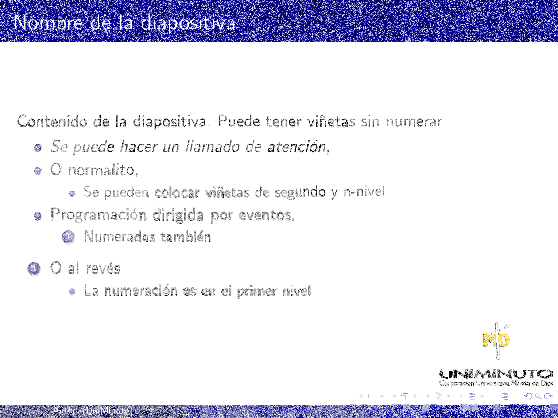 Nombre de la diapositiva
Contenido de la diapositiva. Puede tener viñetas sin numerar
Se puede hacer un llamado de atención,
O normalito,
Se pueden colocar viñetas de segundo y n-nivel
Programación dirigida por eventos,
1 Numeradas también
1 O al revés
La numeración es en el primer nivel
MD
UNIMINUTO
Corporación Universitaria Minuto de Dios
(UniMinuto)